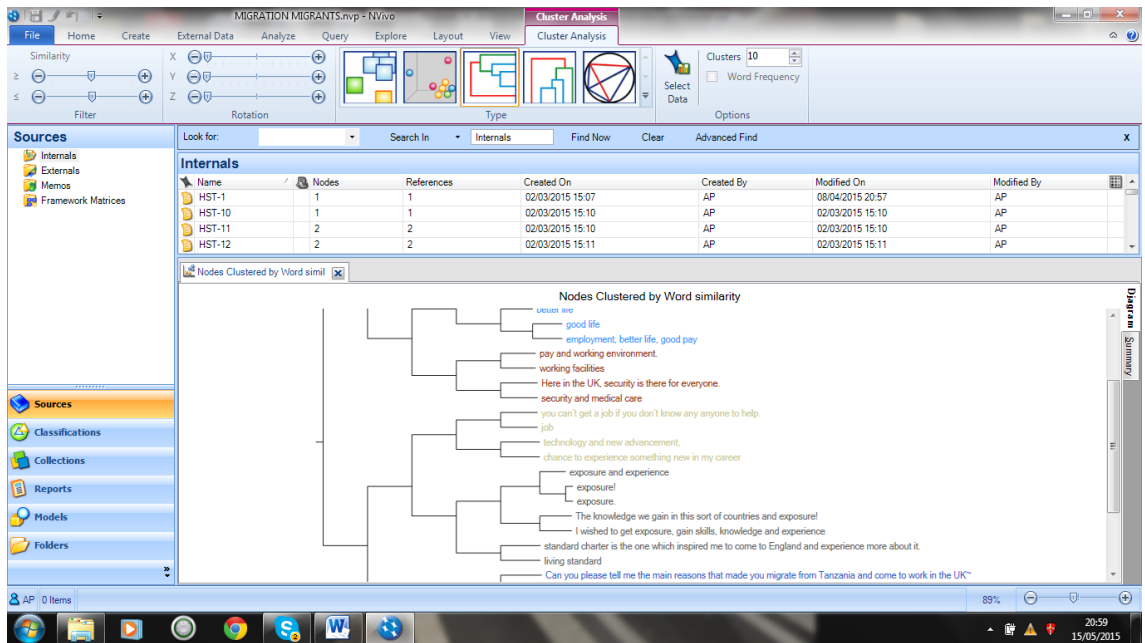 MIGRATION MIGRANTS.nvp - NVivo
Cluster Analysis
File Home Create External Data Analyze Query Explore Layout View Cluster Analysis
Similarity
≥
≤
Filter
X
Y
Z
Rotation
Type
Select Data
Clusters 10
Word Frequency
Options
Sources
Internals
Externals
Memos
Framework Matrices
Look for: Search In Internals Find Now Clear Advanced Find x
Internals
Name Nodes References Created On Created By Modified On Modified By
HST-1 1 1 02/03/2015 15:07 AP 08/04/2015 20:57 AP
HST-10 1 1 02/03/2015 15:10 AP 02/03/2015 15:10 AP
HST-11 2 2 02/03/2015 15:10 AP 02/03/2015 15:10 AP
HST-12 2 2 02/03/2015 15:11 AP 02/03/2015 15:11 AP
Nodes Clustered by Word simil
Nodes Clustered by Word similarity
better life
good life
employment, better life, good pay
pay and working environment.
working facilities
Here in the UK, security is there for everyone.
security and medical care
you can't get a job if you don't know any anyone to help.
job
technology and new advancement,
chance to experience something new in my career
exposure and experience
exposure!
exposure.
The knowledge we gain in this sort of countries and exposure!
I wished to get exposure, gain skills, knowledge and experience
standard charter is the one which inspired me to come to England and experience more about it.
living standard
Can you please tell me the main reasons that made you migrate from Tanzania and come to work in the UK~
Diagram
Summary
Sources
Classifications
Collections
Reports
Models
Folders
»
AP 0 Items
89%
20:59
15/05/2015